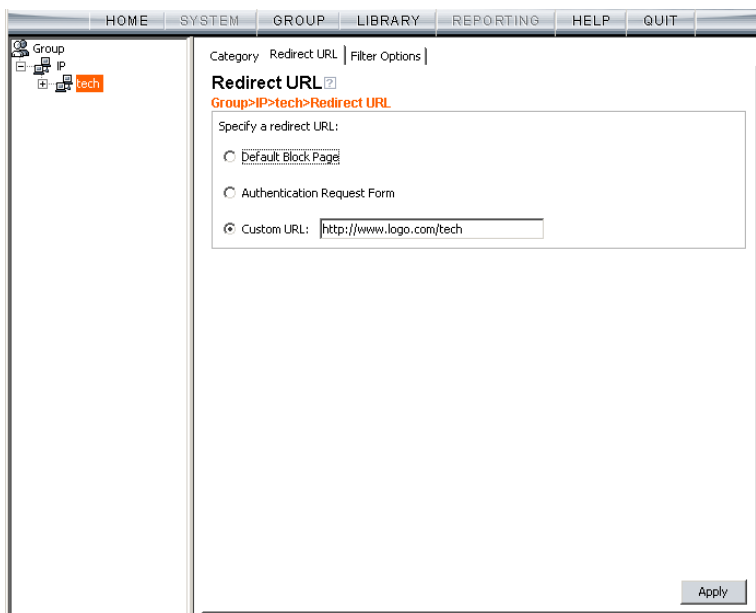 HOME SYSTEM GROUP LIBRARY REPORTING HELP QUIT
Group
IP
tech
Category Redirect URL Filter Options
Redirect URL ?
Group>IP>tech>Redirect URL
Specify a redirect URL:
Default Block Page
Authentication Request Form
Custom URL: http://www.logo.com/tech
Apply